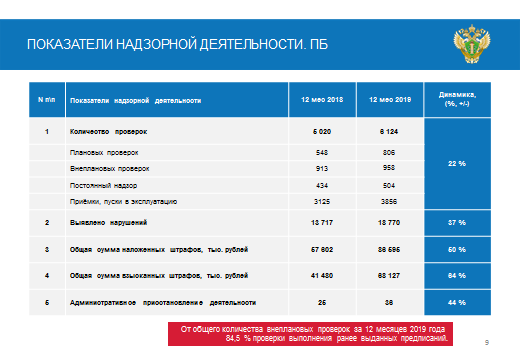 ПОКАЗАТЕЛИ НАДЗОРНОЙ ДЕЯТЕЛЬНОСТИ. ПБ
N п\п Показатели надзорной деятельности 12 мес 2018 12 мес 2019 Динамика, (%, +/-)
1 Количество проверок 5 020 6 124 22 %
Плановых проверок 548 806
Внеплановых проверок 913 958
Постоянный надзор 434 504
Приёмки, пуски в эксплуатацию 3125 3856
2 Выявлено нарушений 13 717 18 770 37 %
3 Общая сумма наложенных штрафов, тыс. рублей 57 602 86 595 50 %
4 Общая сумма взысканных штрафов, тыс. рублей 41 480 68 127 64 %
5 Административное приостановление деятельности 25 36 44 %
От общего количества внеплановых проверок за 12 месяцев 2019 года
84,5 % проверки выполнения ранее выданных предписаний.
9